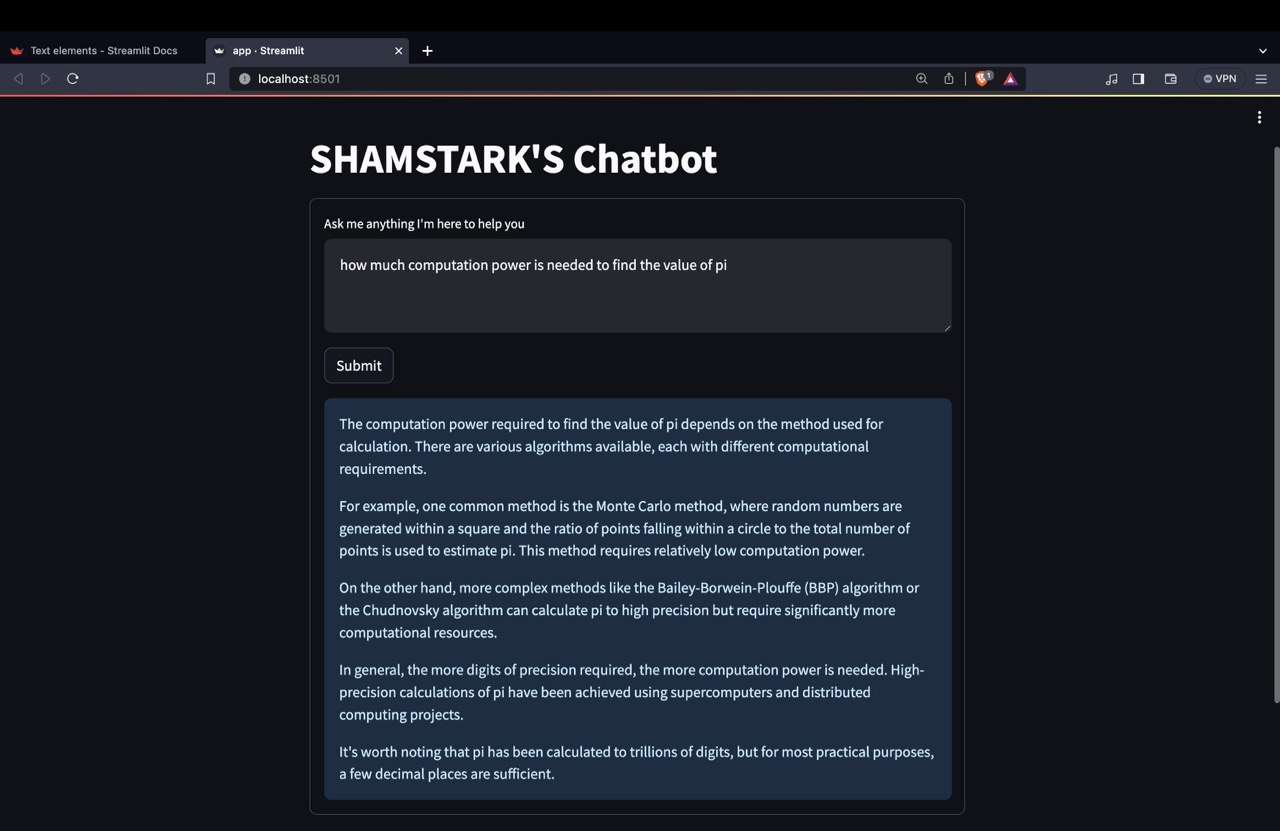 Text elements - Streamlit Docs
app · Streamlit
localhost:8501
1
VPN
SHAMSTARK'S Chatbot
Ask me anything I'm here to help you
how much computation power is needed to find the value of pi
Submit
The computation power required to find the value of pi depends on the method used for
calculation. There are various algorithms available, each with different computational
requirements.
For example, one common method is the Monte Carlo method, where random numbers are
generated within a square and the ratio of points falling within a circle to the total number of
points is used to estimate pi. This method requires relatively low computation power.
On the other hand, more complex methods like the Bailey-Borwein-Plouffe (BBP) algorithm or
the Chudnovsky algorithm can calculate pi to high precision but require significantly more
computational resources.
In general, the more digits of precision required, the more computation power is needed. High-
precision calculations of pi have been achieved using supercomputers and distributed
computing projects.
It's worth noting that pi has been calculated to trillions of digits, but for most practical purposes,
a few decimal places are sufficient.